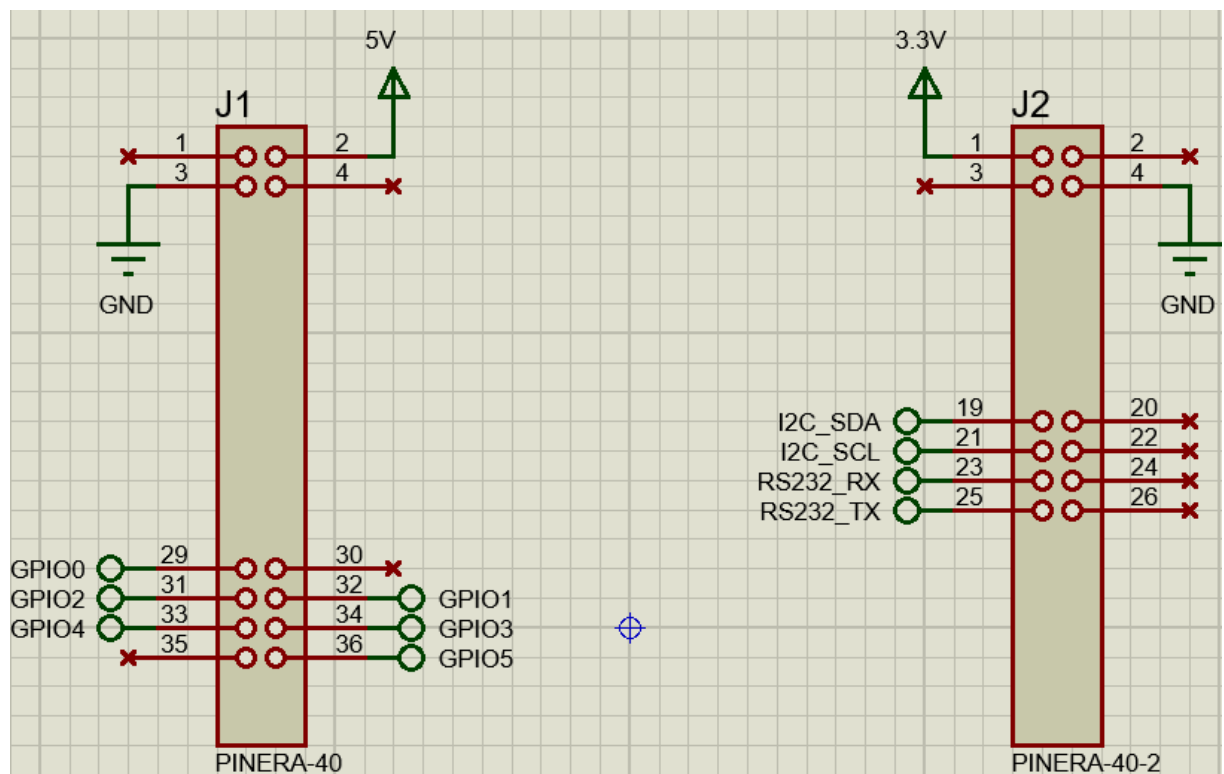 5V
3.3V
J1
J2
1 2
1 2
3 4
3 4
GND
GND
I2C_SDA 19 20
I2C_SCL 21 22
RS232_RX 23 24
RS232_TX 25 26
GPIO0 29 30
GPIO2 31 32 GPIO1
GPIO4 33 34 GPIO3
35 36 GPIO5
PINERA-40
PINERA-40-2